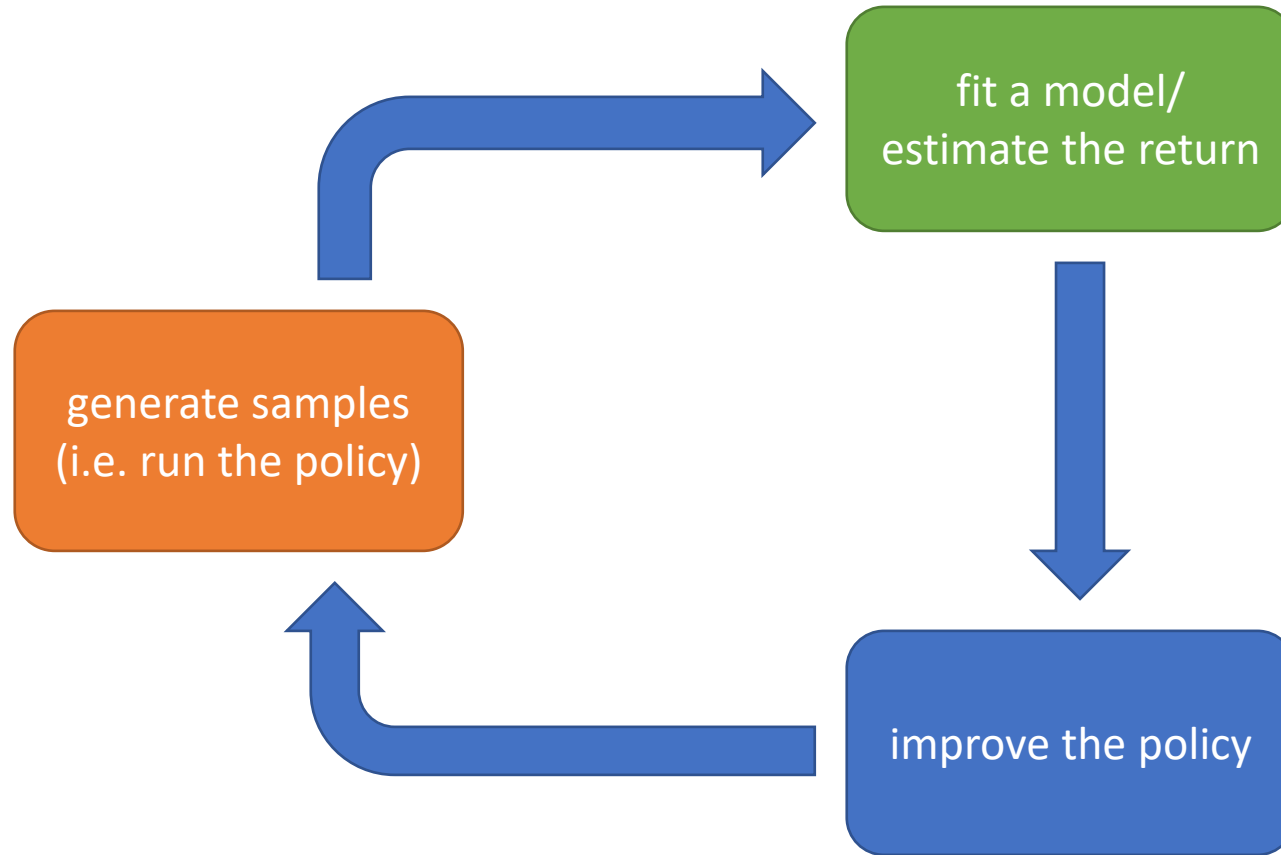 fit a model/
estimate the return
generate samples
(i.e. run the policy)
improve the policy